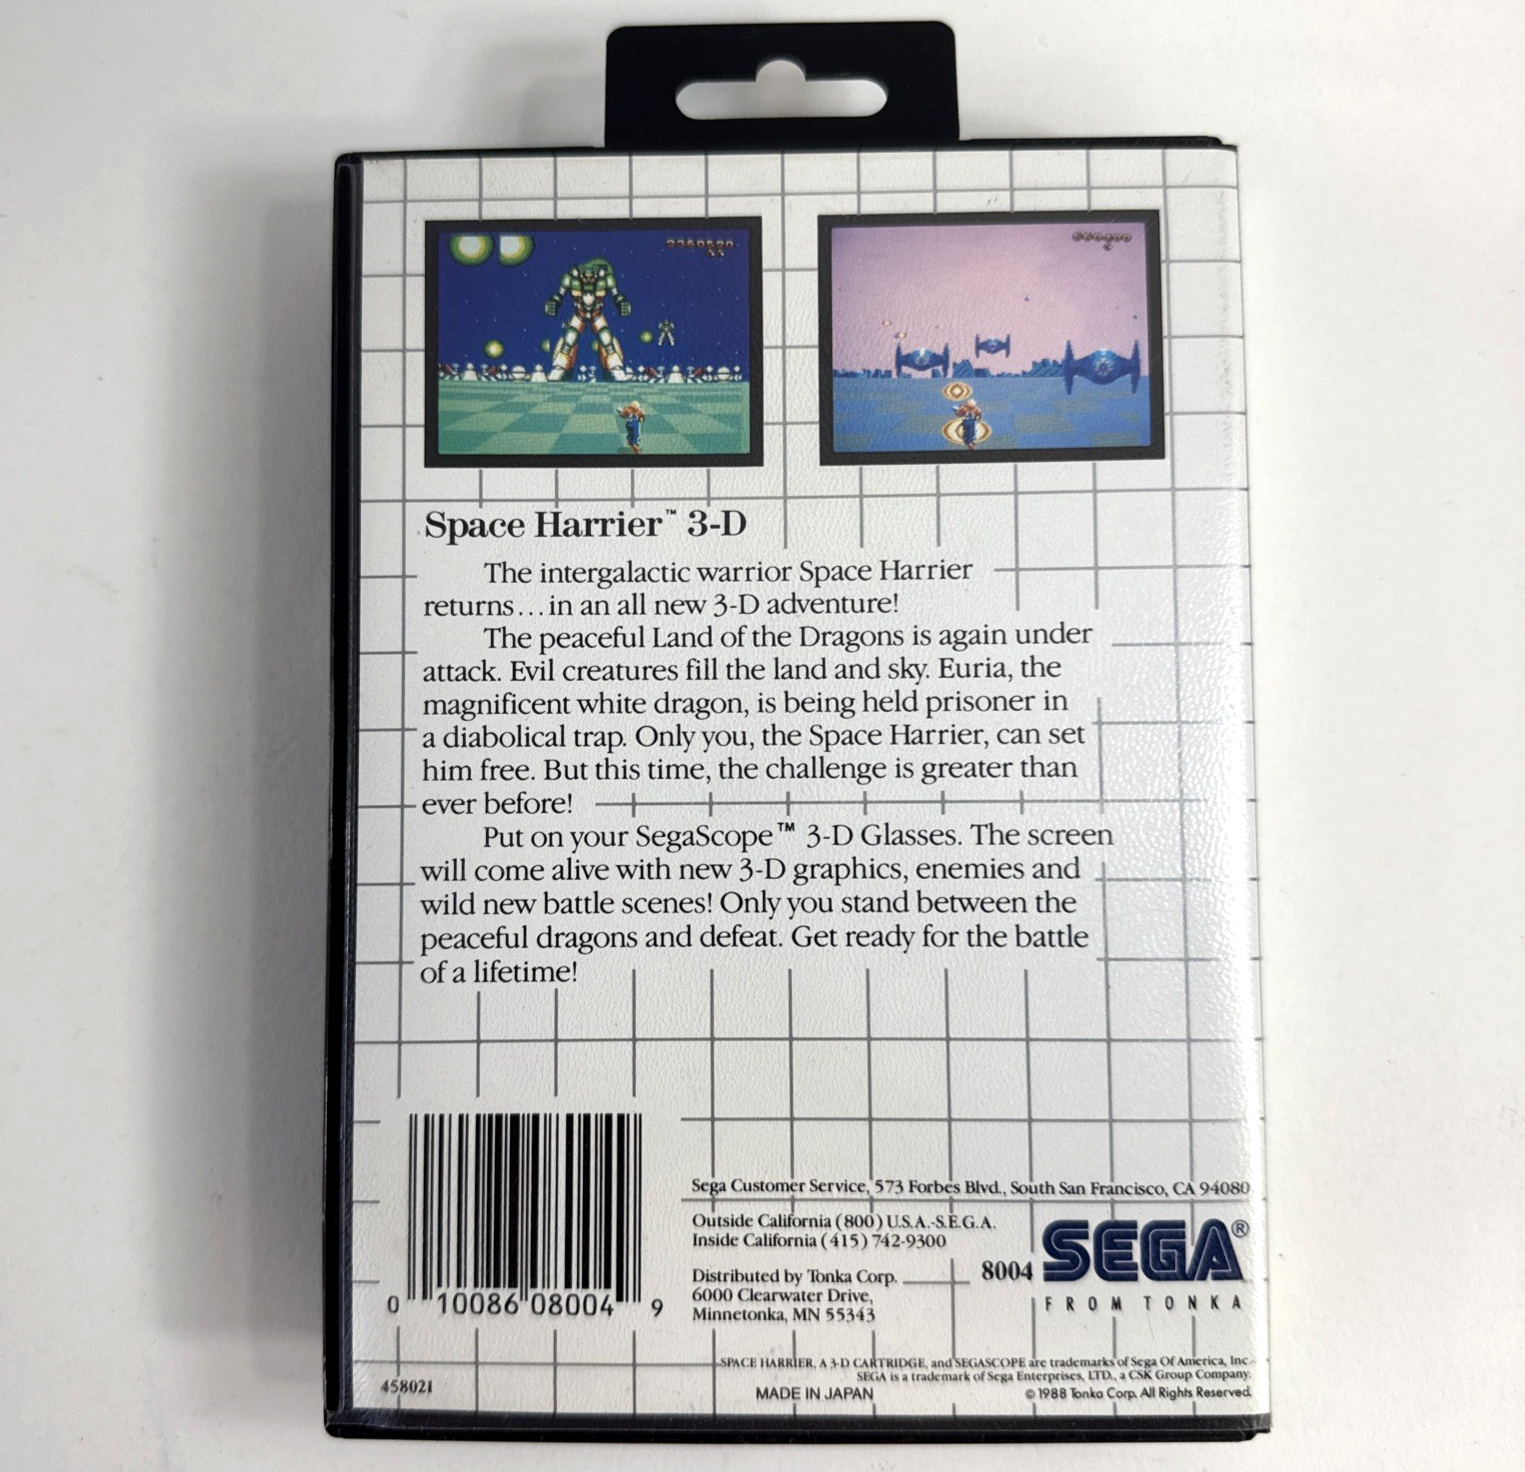 Space Harrier™ 3-D
The intergalactic warrior Space Harrier
returns...in an all new 3-D adventure!
The peaceful Land of the Dragons is again under
attack. Evil creatures fill the land and sky. Euria, the
magnificent white dragon, is being held prisoner in
a diabolical trap. Only you, the Space Harrier, can set
him free. But this time, the challenge is greater than
ever before!
Put on your SegaScope™ 3-D Glasses. The screen
will come alive with new 3-D graphics, enemies and
wild new battle scenes! Only you stand between the
peaceful dragons and defeat. Get ready for the battle
of a lifetime!
0 10086 08004 9
Sega Customer Service, 573 Forbes Blvd., South San Francisco, CA 94080
Outside California (800) U.S.A.-S.E.G.A.
Inside California (415) 742-9300
Distributed by Tonka Corp.
6000 Clearwater Drive,
Minnetonka, MN 55343
8004 SEGA®
FROM TONKA
SPACE HARRIER, A 3-D CARTRIDGE, and SEGASCOPE are trademarks of Sega Of America, Inc.
SEGA is a trademark of Sega Enterprises, LTD., a CSK Group Company.
458021
MADE IN JAPAN
© 1988 Tonka Corp. All Rights Reserved.